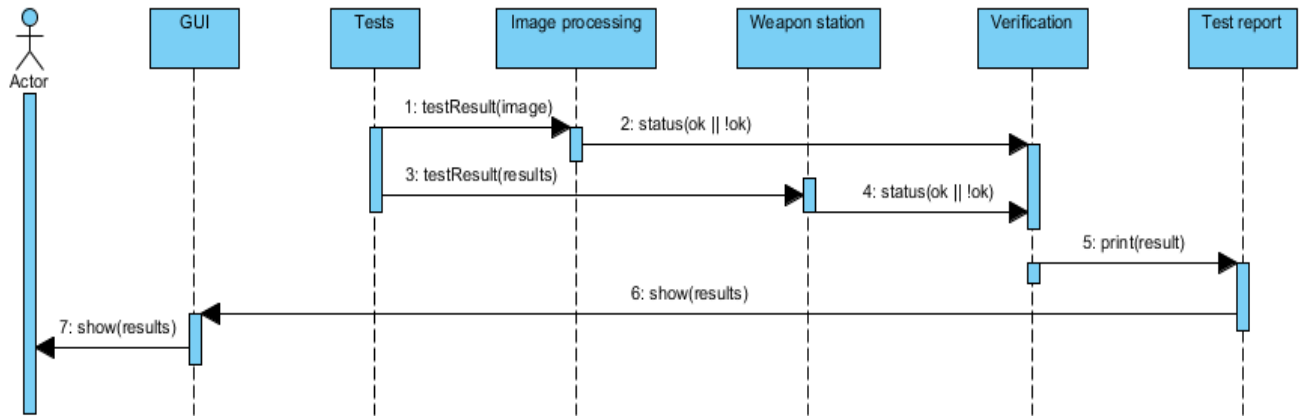 GUI
Tests
Image processing
Weapon station
Verification
Test report
Actor
1: testResult(image)
2: status(ok || !ok)
3: testResult(results)
4: status(ok || !ok)
5: print(result)
6: show(results)
7: show(results)